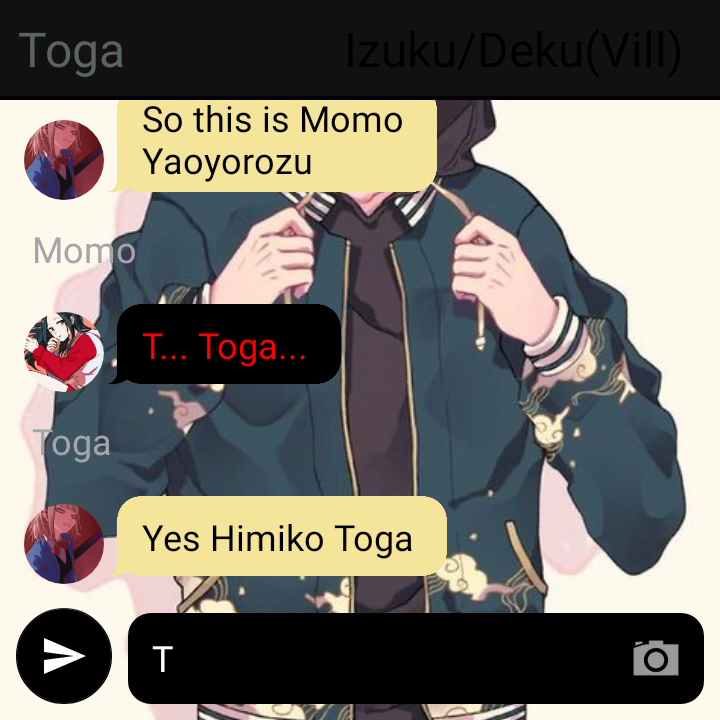 Toga Izuku/Deku(Vill)
So this is Momo
Yaoyorozu
Momo
T... Toga...
Toga
Yes Himiko Toga
T